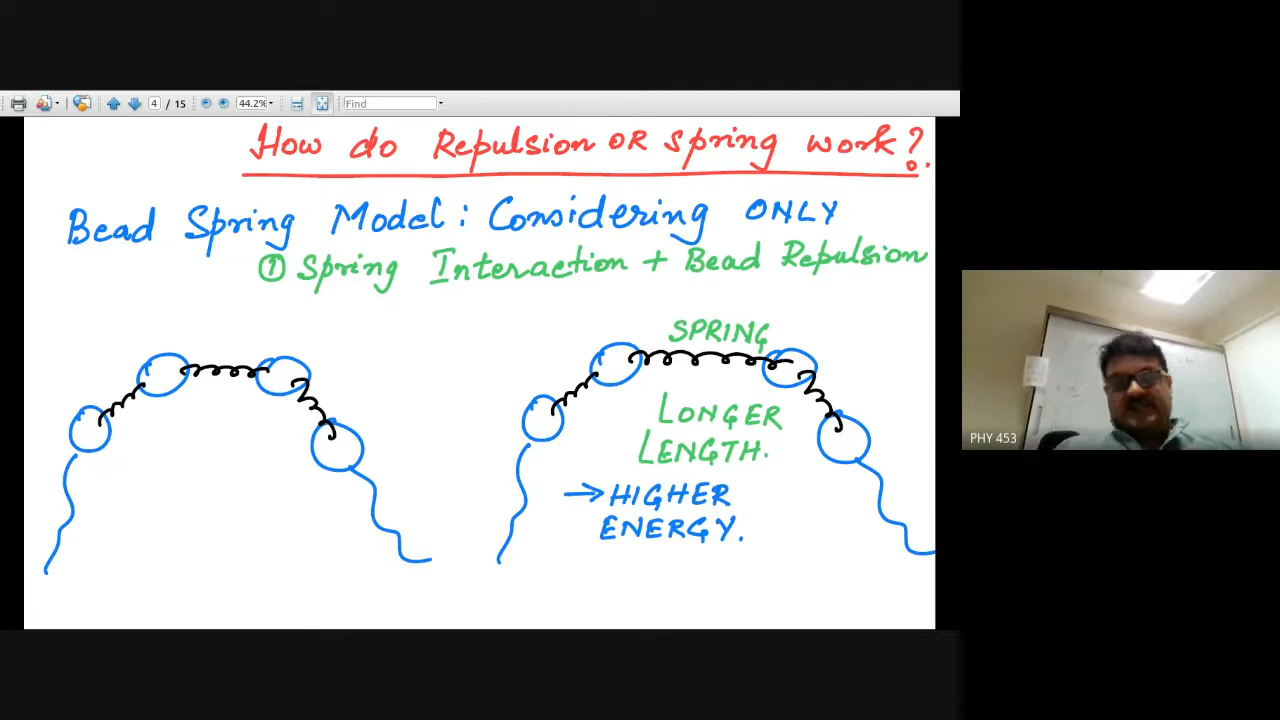 4 / 15 44.2% Find
How do Repulsion OR spring work?
Bead Spring Model: Considering ONLY
① Spring Interaction + Bead Repulsion
SPRING
LONGER
LENGTH.
→ HIGHER
ENERGY.
PHY 453